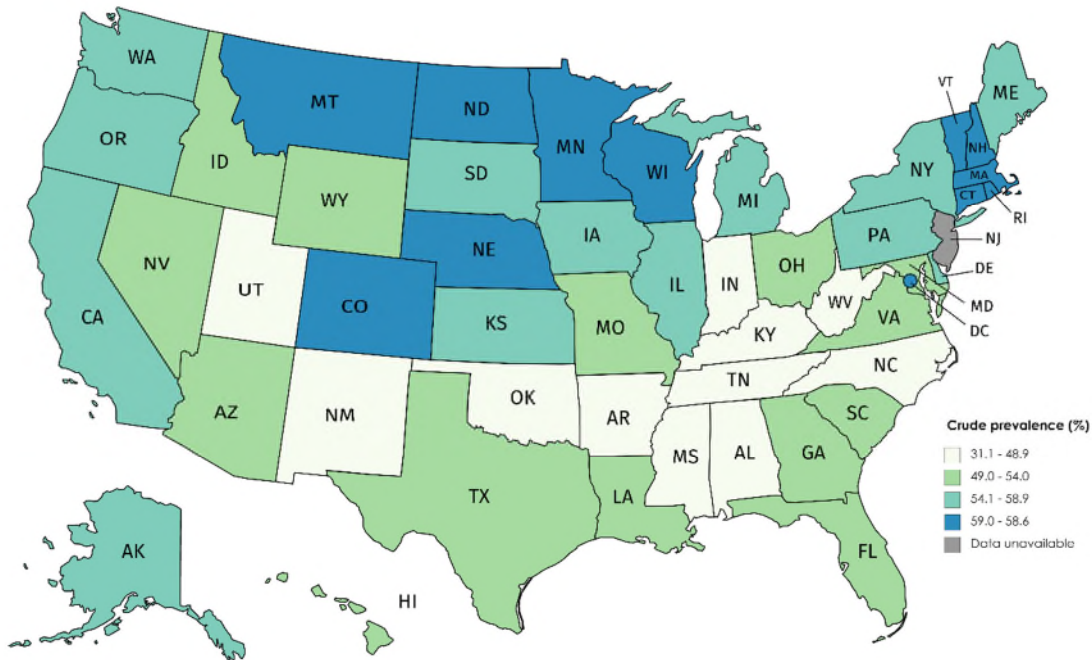 WA
MT
ND
MN
VT
ME
OR
ID
SD
WI
NH
NY
MA
WY
MI
CT
RI
IA
PA
NE
NJ
NV
OH
DE
UT
IL
IN
CA
CO
WV
MD
KS
MO
VA
DC
KY
NC
TN
AZ
OK
NM
AR
SC
MS
AL
GA
TX
LA
FL
AK
HI
Crude prevalence (%)
31.1 - 48.9
49.0 - 54.0
54.1 - 58.9
59.0 - 58.6
Data unavailable